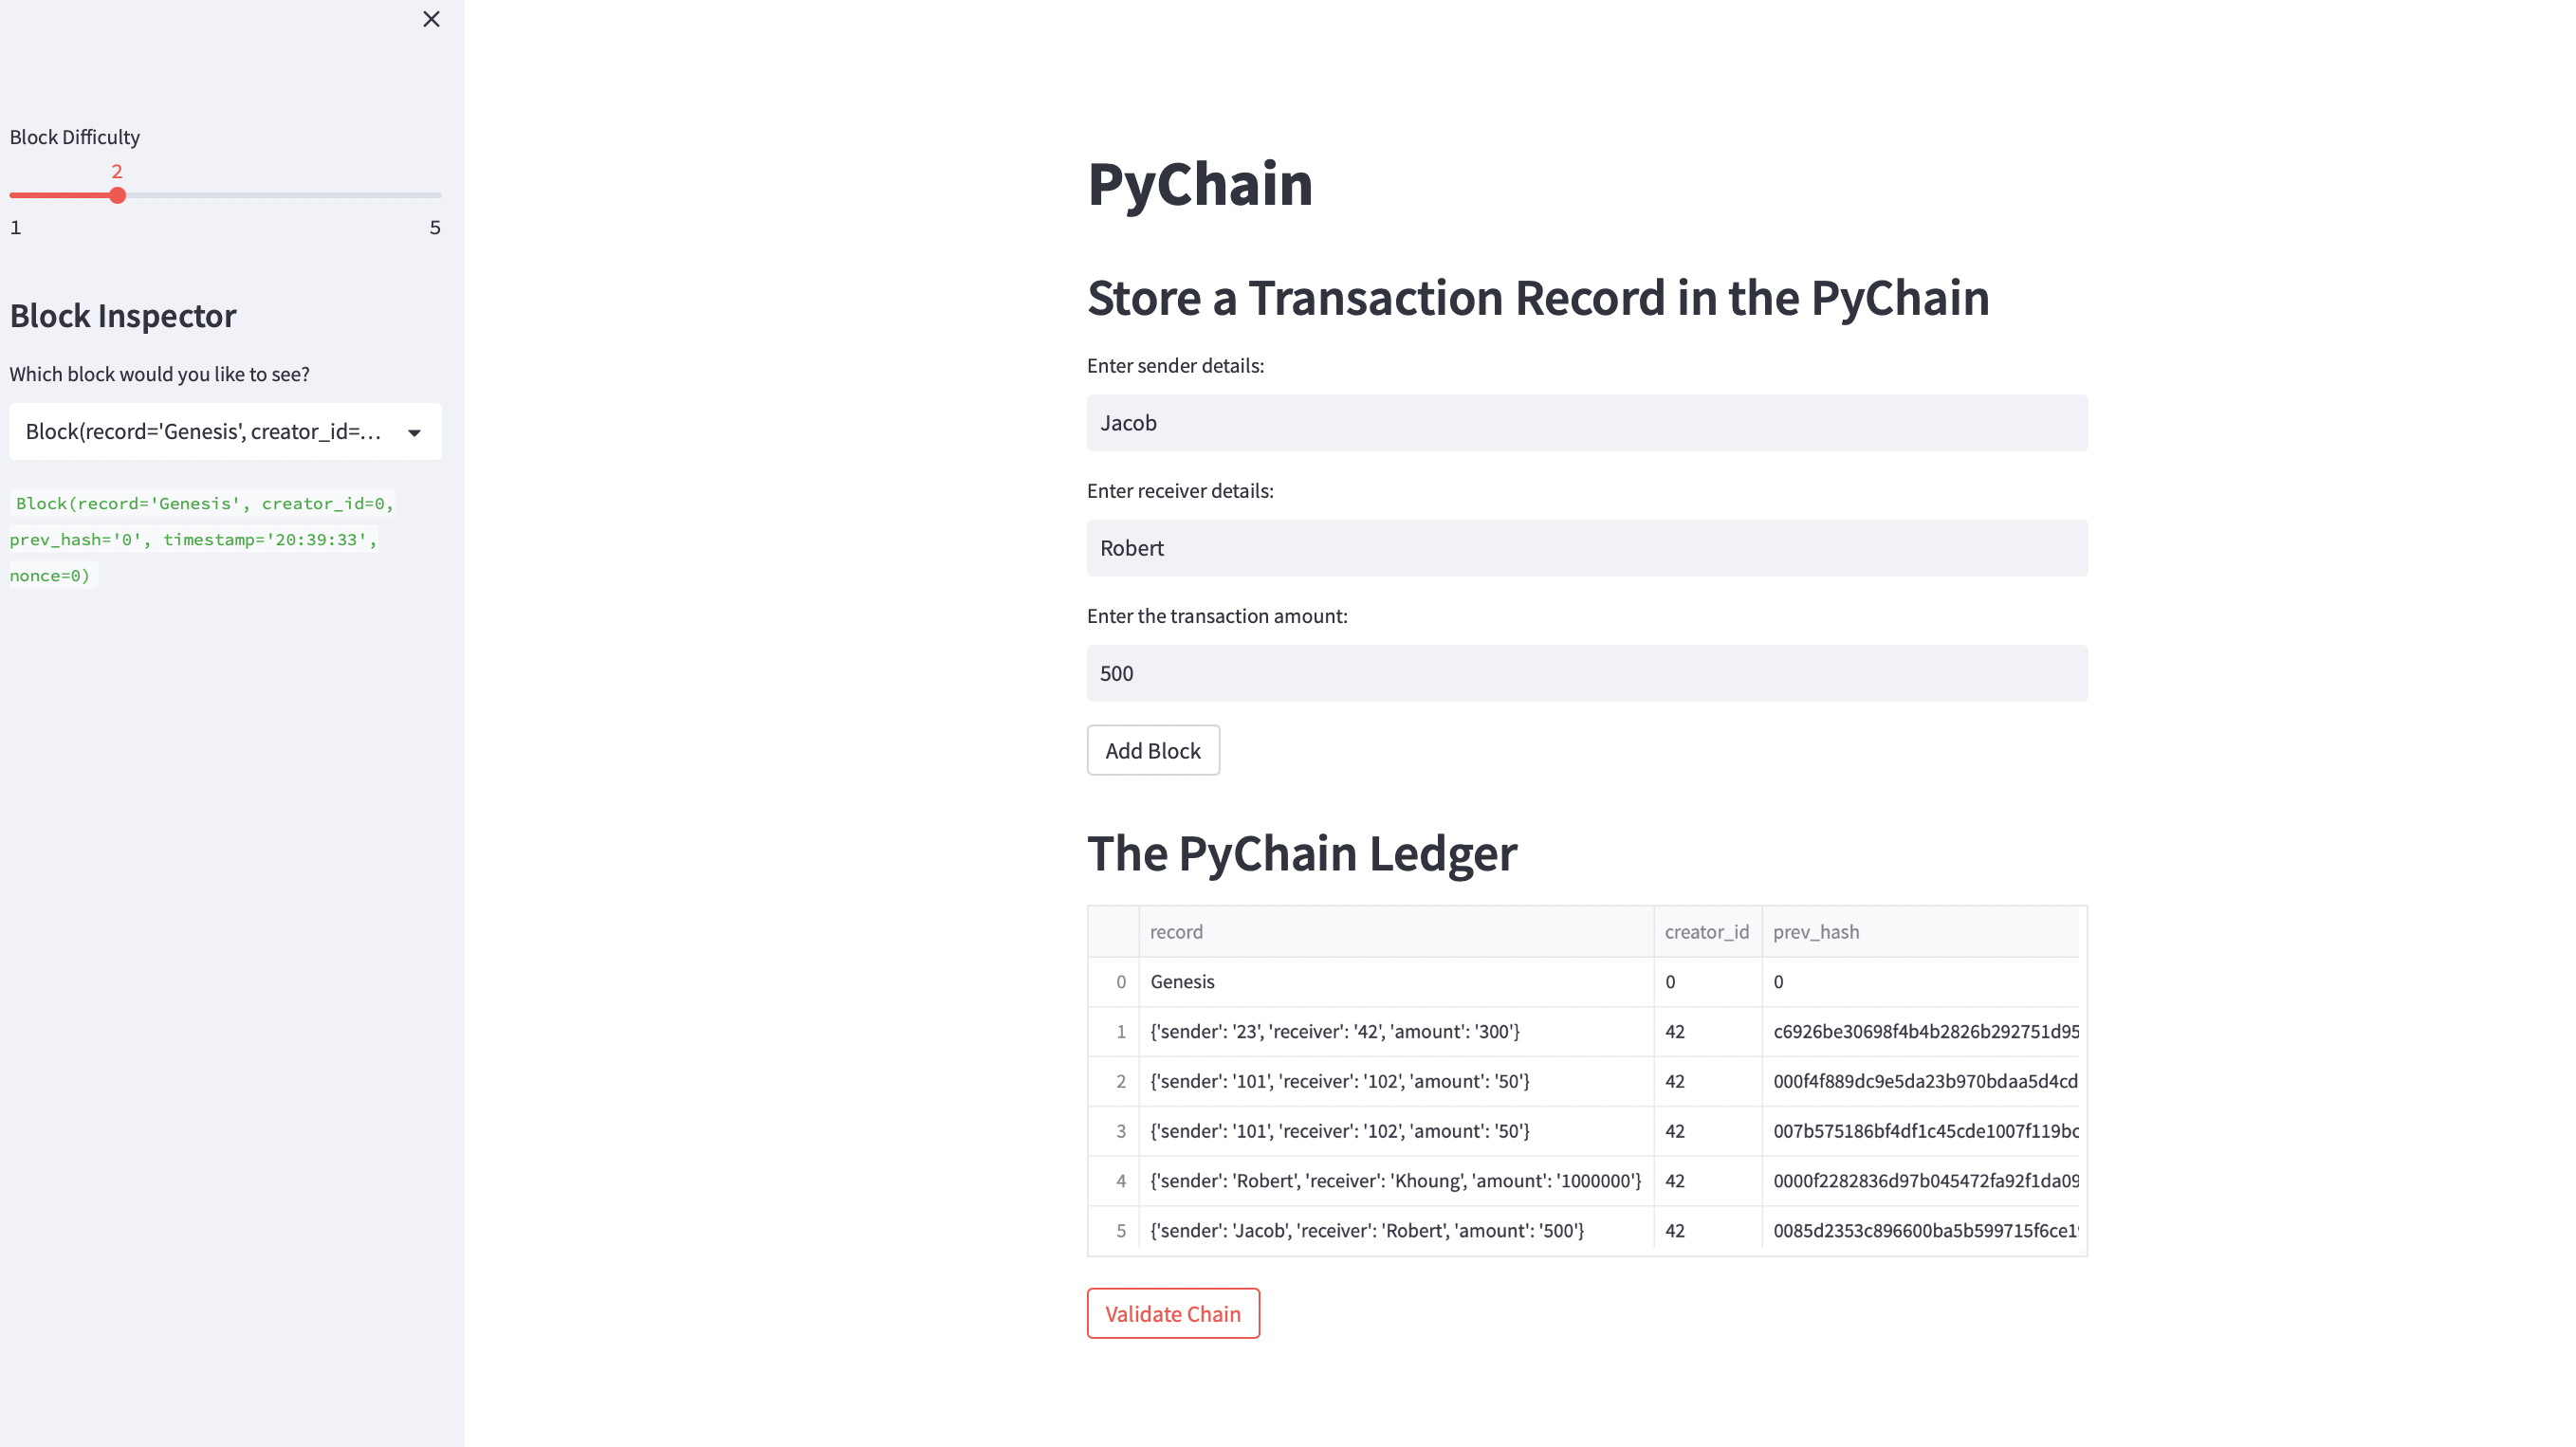 Block Difficulty
2
1 5
Block Inspector
Which block would you like to see?
Block(record='Genesis', creator_id=...
Block(record='Genesis', creator_id=0,
prev_hash='0', timestamp='20:39:33',
nonce=0)
PyChain
Store a Transaction Record in the PyChain
Enter sender details:
Jacob
Enter receiver details:
Robert
Enter the transaction amount:
500
Add Block
The PyChain Ledger
record creator_id prev_hash
0 Genesis 0 0
1 {'sender': '23', 'receiver': '42', 'amount': '300'} 42 c6926be30698f4b4b2826b292751d95
2 {'sender': '101', 'receiver': '102', 'amount': '50'} 42 000f4f889dc9e5da23b970bdaa5d4cd
3 {'sender': '101', 'receiver': '102', 'amount': '50'} 42 007b575186bf4df1c45cde1007f119bc
4 {'sender': 'Robert', 'receiver': 'Khoung', 'amount': '1000000'} 42 0000f2282836d97b045472fa92f1da09
5 {'sender': 'Jacob', 'receiver': 'Robert', 'amount': '500'} 42 0085d2353c896600ba5b599715f6ce1
Validate Chain